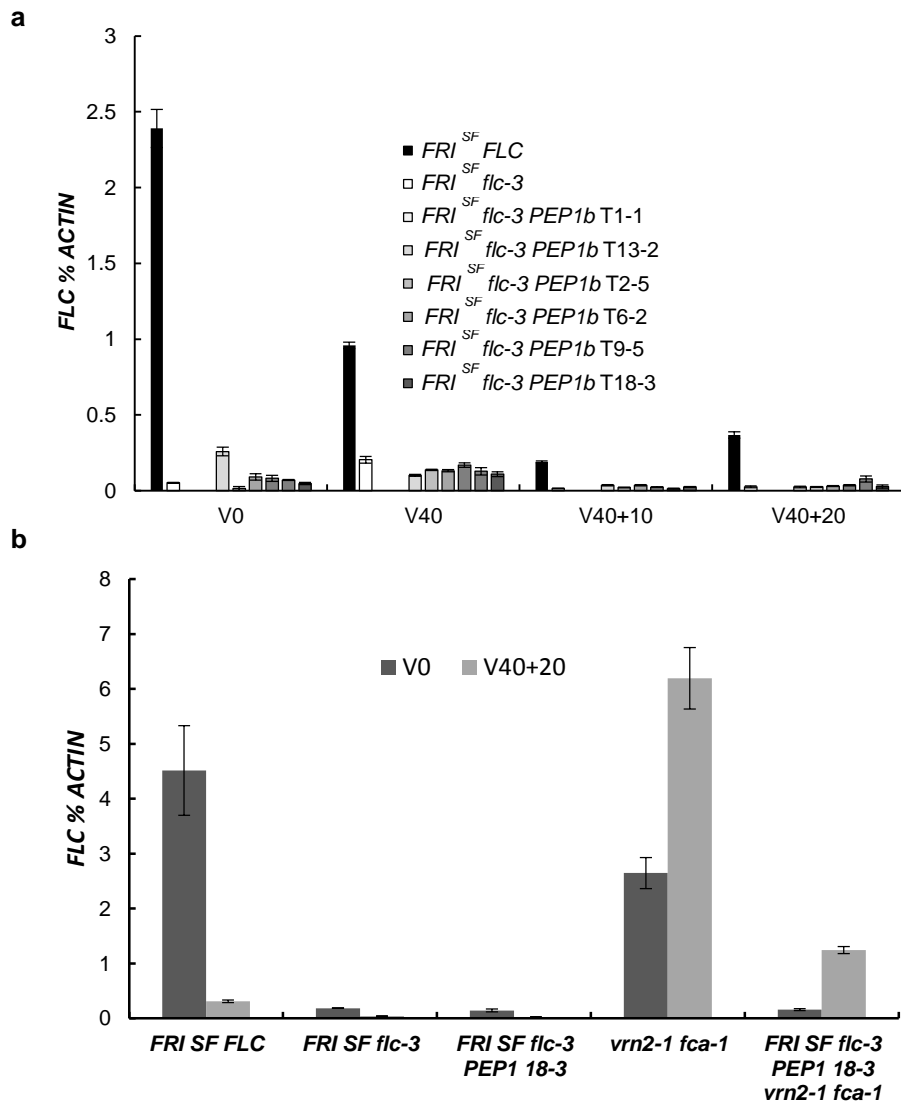 a
FLC % ACTIN
3
2.5
2
1.5
1
0.5
0
FRI SF FLC
FRI SF flc-3
FRI SF flc-3 PEP1b T1-1
FRI SF flc-3 PEP1b T13-2
FRI SF flc-3 PEP1b T2-5
FRI SF flc-3 PEP1b T6-2
FRI SF flc-3 PEP1b T9-5
FRI SF flc-3 PEP1b T18-3
V0 V40 V40+10 V40+20
b
FLC % ACTIN
8
7
6
5
4
3
2
1
0
V0 V40+20
FRI SF FLC
FRI SF flc-3
FRI SF flc-3
PEP1 18-3
vrn2-1 fca-1
FRI SF flc-3
PEP1 18-3
vrn2-1 fca-1